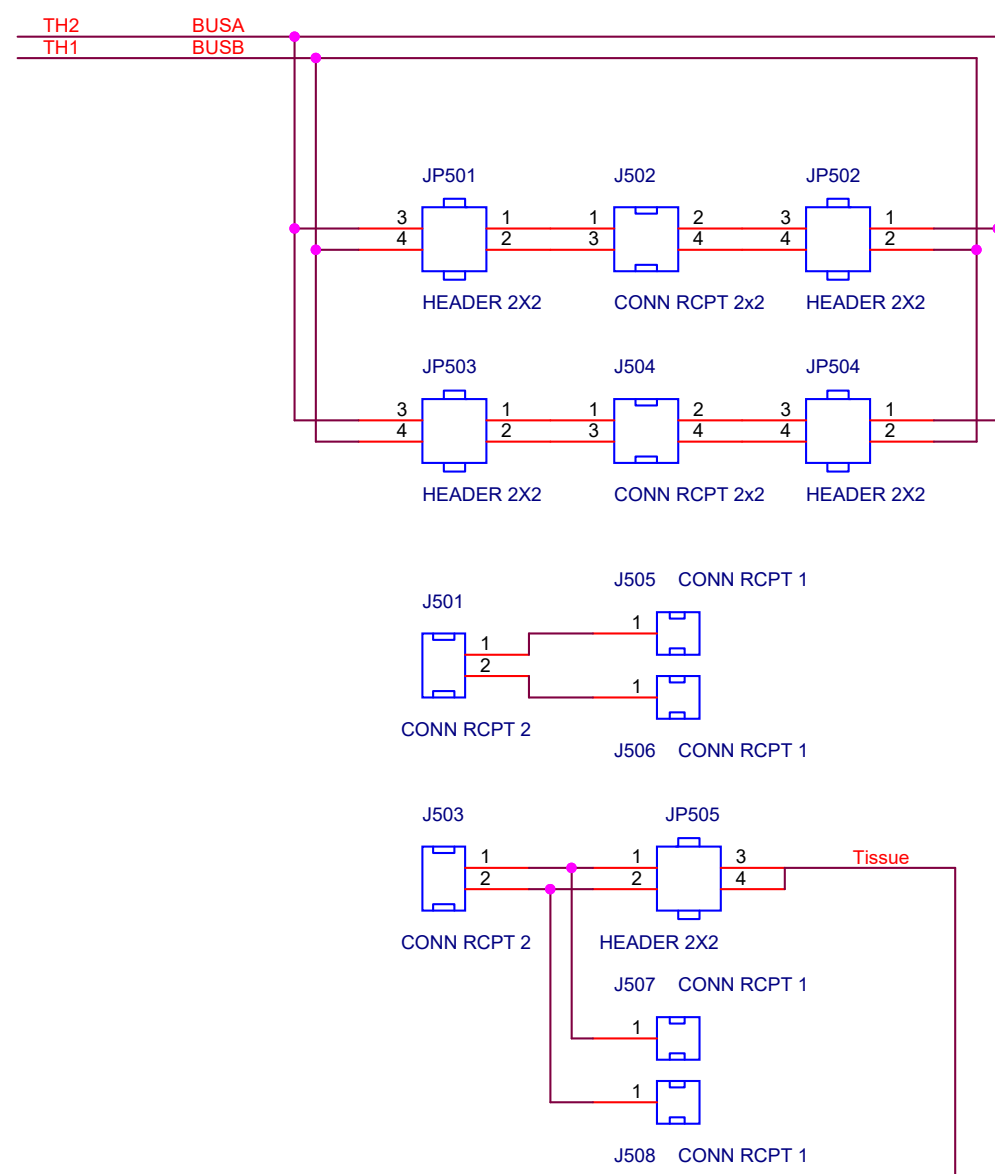 TH2 BUSA
TH1 BUSB
JP501 J502 JP502
3 1 1 2 3 1
4 2 3 4 4 2
HEADER 2X2 CONN RCPT 2x2 HEADER 2X2
JP503 J504 JP504
3 1 1 2 3 1
4 2 3 4 4 2
HEADER 2X2 CONN RCPT 2x2 HEADER 2X2
J505 CONN RCPT 1
J501
1
1
2
1
CONN RCPT 2
J506 CONN RCPT 1
J503 JP505
1 1 3 Tissue
2 2 4
CONN RCPT 2 HEADER 2X2
J507 CONN RCPT 1
1
1
J508 CONN RCPT 1